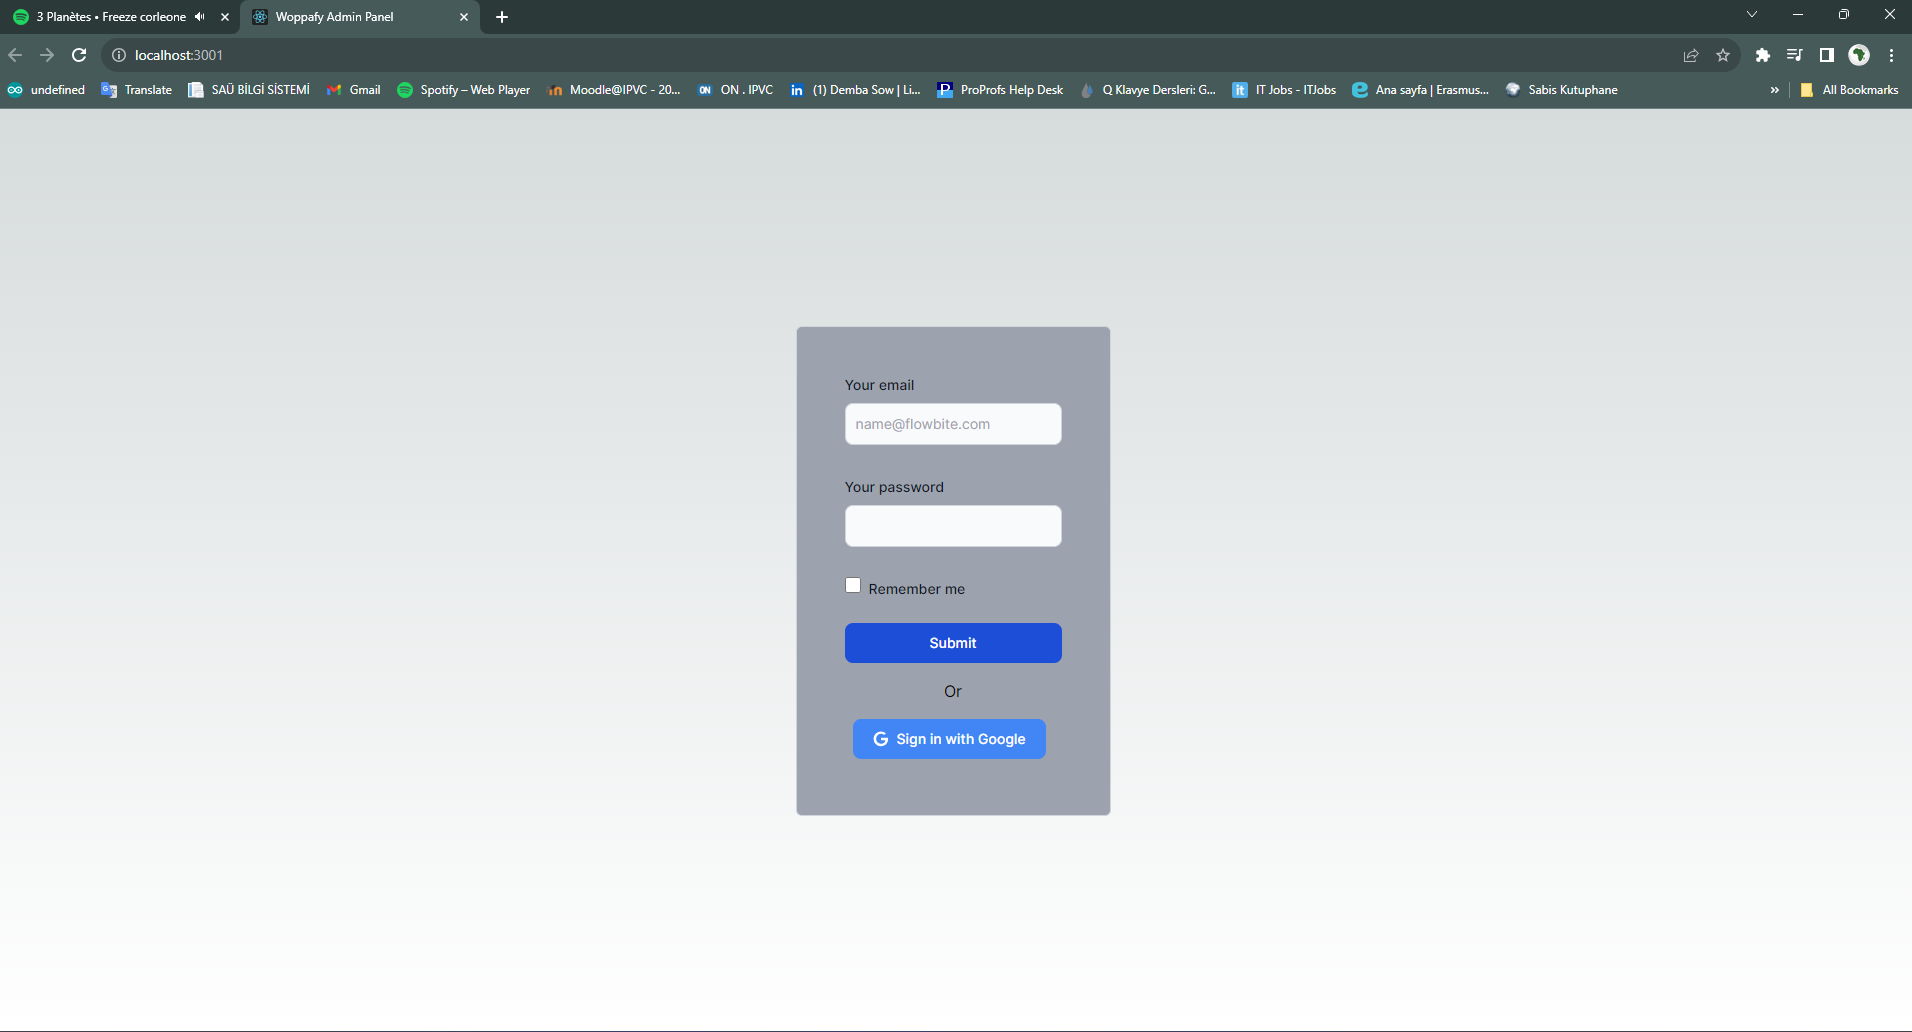 3 Planètes • Freeze corleone
Woppafy Admin Panel
localhost:3001
undefined
Translate
SAÜ BİLGİ SİSTEMİ
Gmail
Spotify – Web Player
Moodle@IPVC - 20...
ON
ON . IPVC
in
(1) Demba Sow | Li...
P
ProProfs Help Desk
Q Klavye Dersleri: G...
it
IT Jobs - ITJobs
Ana sayfa | Erasmus...
Sabis Kutuphane
»
All Bookmarks
Your email
name@flowbite.com
Your password
Remember me
Submit
Or
G Sign in with Google